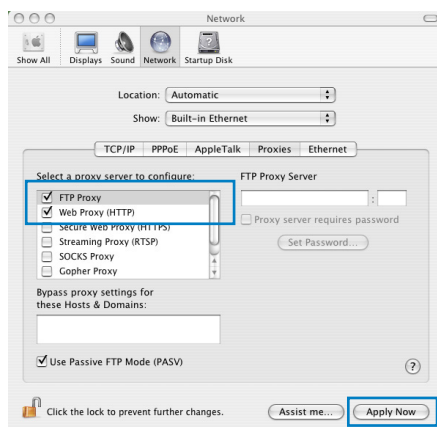 Network
Show All Displays Sound Network Startup Disk
Location: Automatic
Show: Built-in Ethernet
TCP/IP PPPoE AppleTalk Proxies Ethernet
Select a proxy server to configure: FTP Proxy Server
FTP Proxy
Web Proxy (HTTP)
:
Secure Web Proxy (HTTPS)
Proxy server requires password
Streaming Proxy (RTSP)
Set Password...
SOCKS Proxy
Gopher Proxy
Bypass proxy settings for
these Hosts & Domains:
Use Passive FTP Mode (PASV)
?
Click the lock to prevent further changes. Assist me... Apply Now